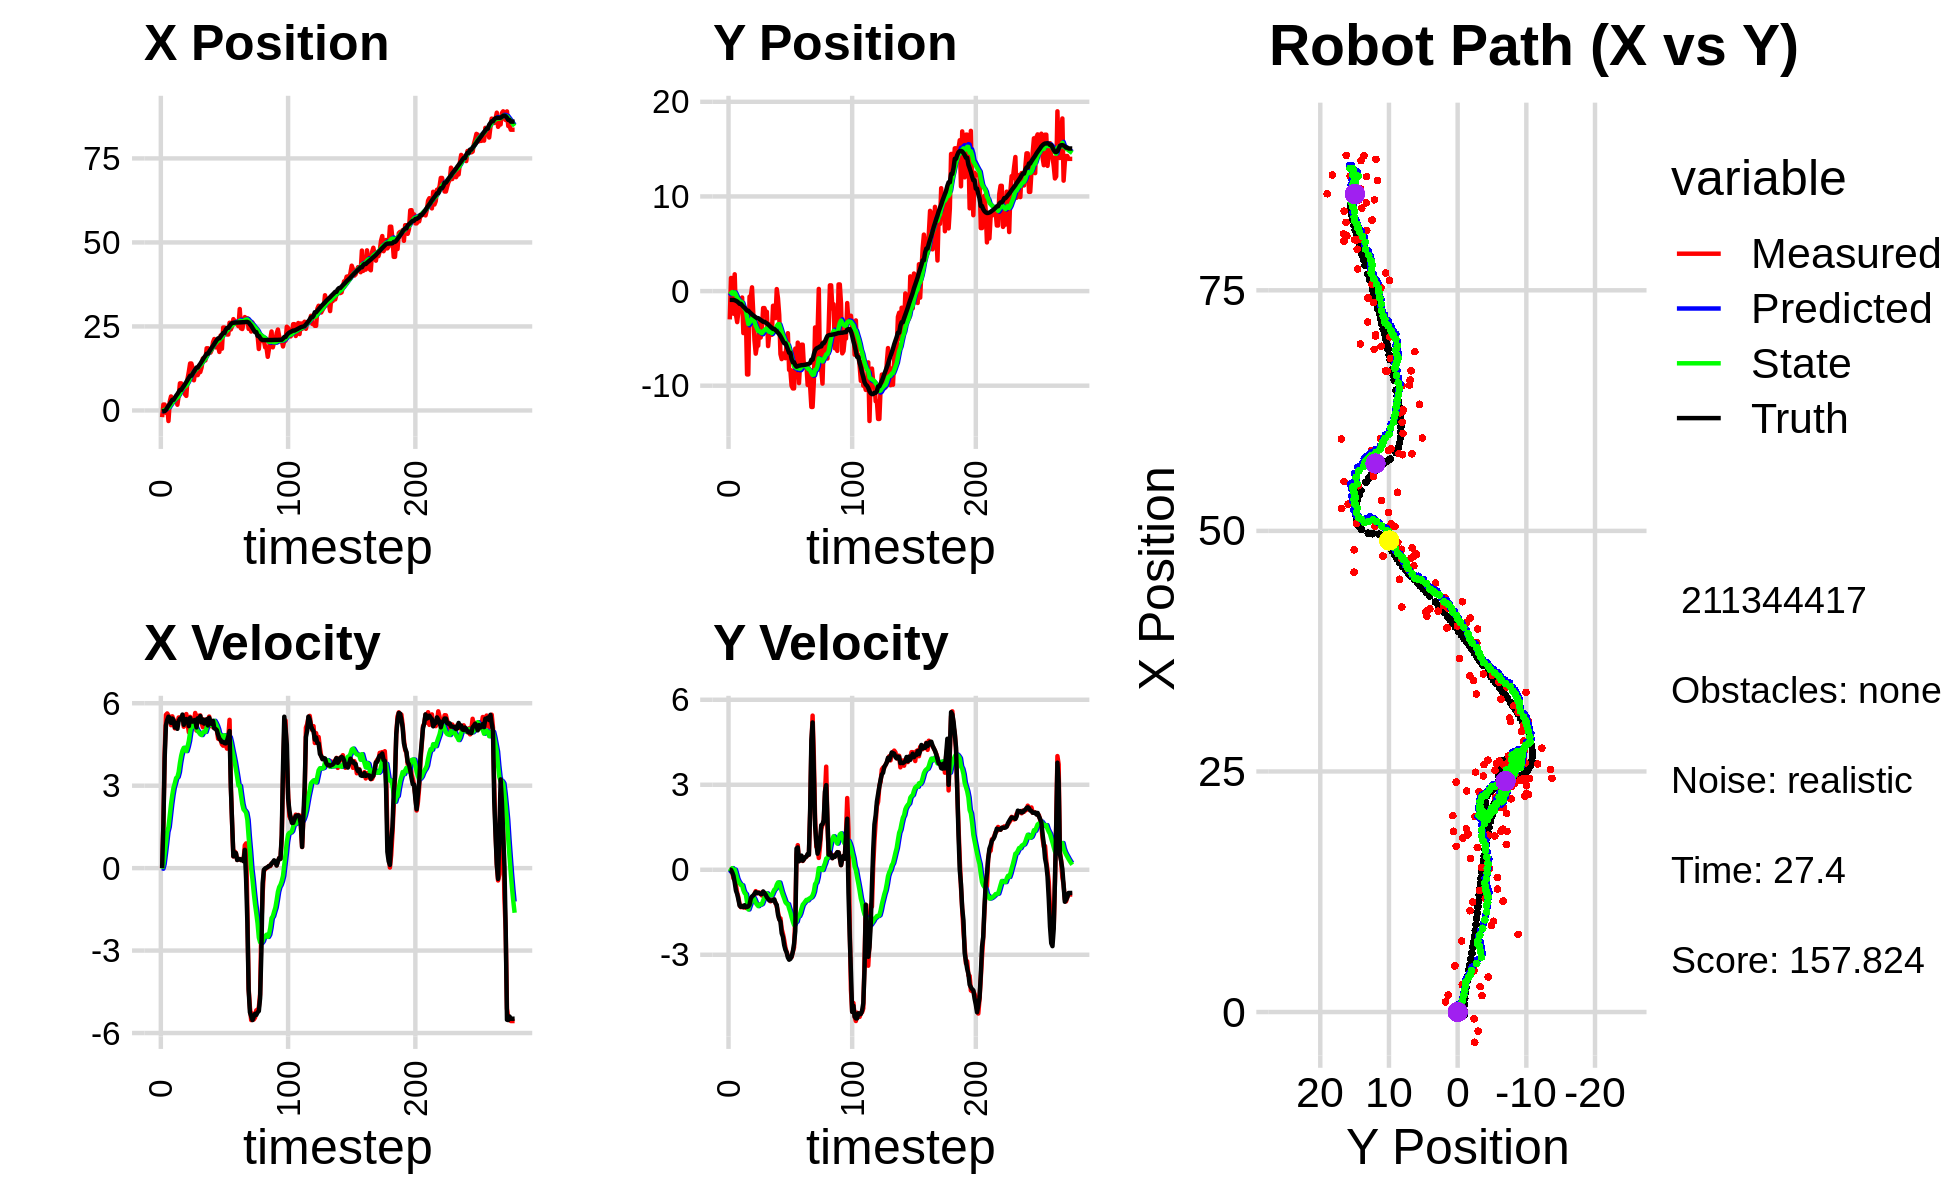 X Position
75
50
25
0
0
100
200
timestep
Y Position
20
10
0
-10
0
100
200
timestep
X Velocity
6
3
0
-3
-6
0
100
200
timestep
Y Velocity
6
3
0
-3
0
100
200
timestep
Robot Path (X vs Y)
X Position
75
50
25
0
20 10 0 -10 -20
Y Position
variable
Measured
Predicted
State
Truth
211344417
Obstacles: none
Noise: realistic
Time: 27.4
Score: 157.824